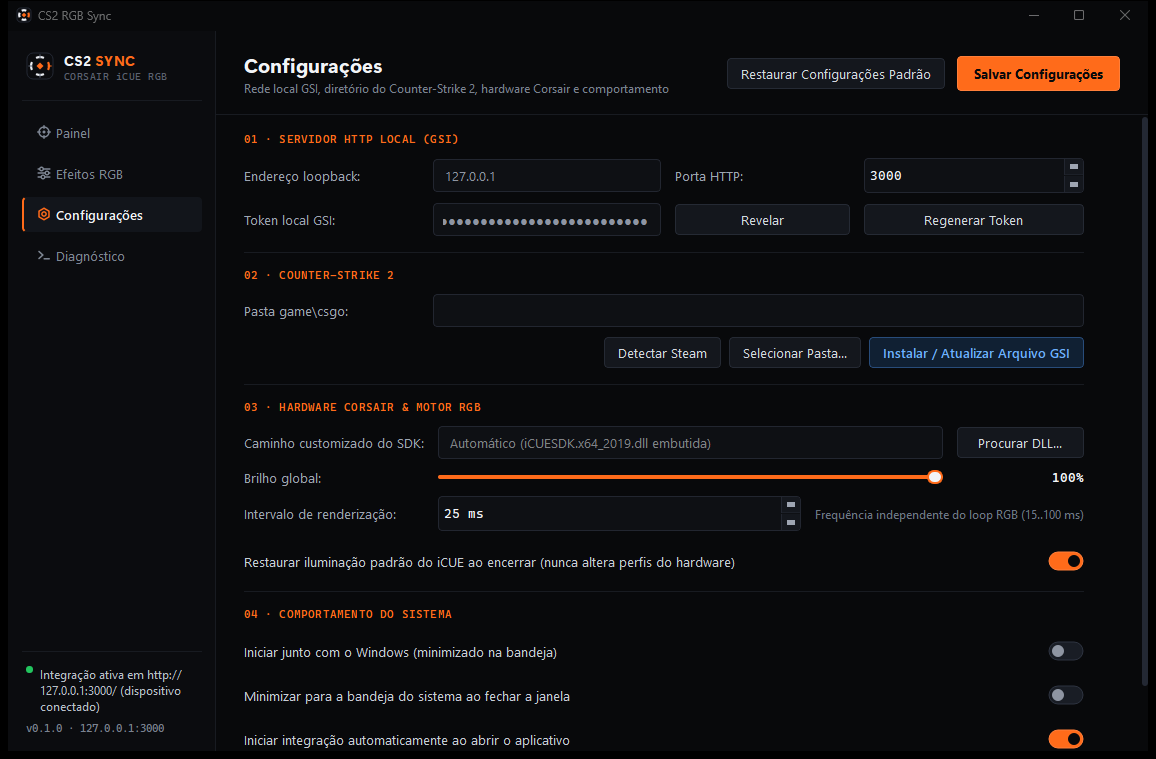 CS2 RGB Sync
CS2 SYNC
CORSAIR iCUE RGB
Painel
Efeitos RGB
Configurações
Diagnóstico
Integração ativa em http://
127.0.0.1:3000/ (dispositivo
conectado)
v0.1.0 · 127.0.0.1:3000
Configurações
Rede local GSI, diretório do Counter-Strike 2, hardware Corsair e comportamento
Restaurar Configurações Padrão
Salvar Configurações
01 · SERVIDOR HTTP LOCAL (GSI)
Endereço loopback: 127.0.0.1 Porta HTTP: 3000
Token local GSI: ●●●●●●●●●●●●●●●●●●●●●●●● Revelar Regenerar Token
02 · COUNTER-STRIKE 2
Pasta game\csgo:
Detectar Steam Selecionar Pasta... Instalar / Atualizar Arquivo GSI
03 · HARDWARE CORSAIR & MOTOR RGB
Caminho customizado do SDK: Automático (iCUESDK.x64_2019.dll embutida) Procurar DLL...
Brilho global: 100%
Intervalo de renderização: 25 ms Frequência independente do loop RGB (15..100 ms)
Restaurar iluminação padrão do iCUE ao encerrar (nunca altera perfis do hardware)
04 · COMPORTAMENTO DO SISTEMA
Iniciar junto com o Windows (minimizado na bandeja)
Minimizar para a bandeja do sistema ao fechar a janela
Iniciar integração automaticamente ao abrir o aplicativo